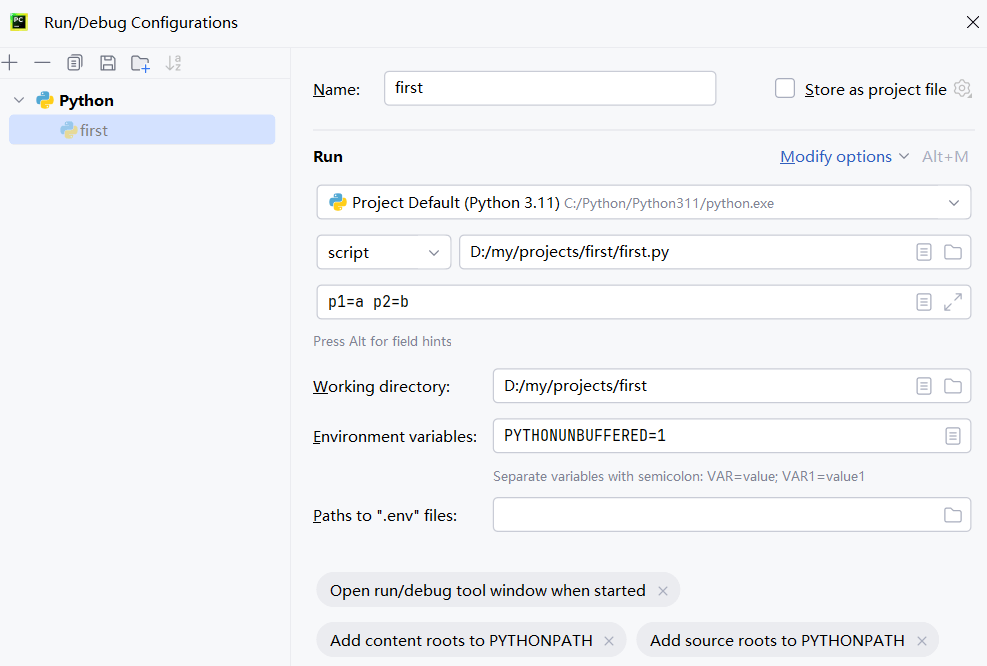 Run/Debug Configurations
Name:
first
Store as project file
Python
first
Run
Modify options
Alt+M
Project Default (Python 3.11) C:/Python/Python311/python.exe
script
D:/my/projects/first/first.py
p1=a p2=b
Press Alt for field hints
Working directory:
D:/my/projects/first
Environment variables:
PYTHONUNBUFFERED=1
Separate variables with semicolon: VAR=value; VAR1=value1
Paths to ".env" files:
Open run/debug tool window when started
Add content roots to PYTHONPATH
Add source roots to PYTHONPATH